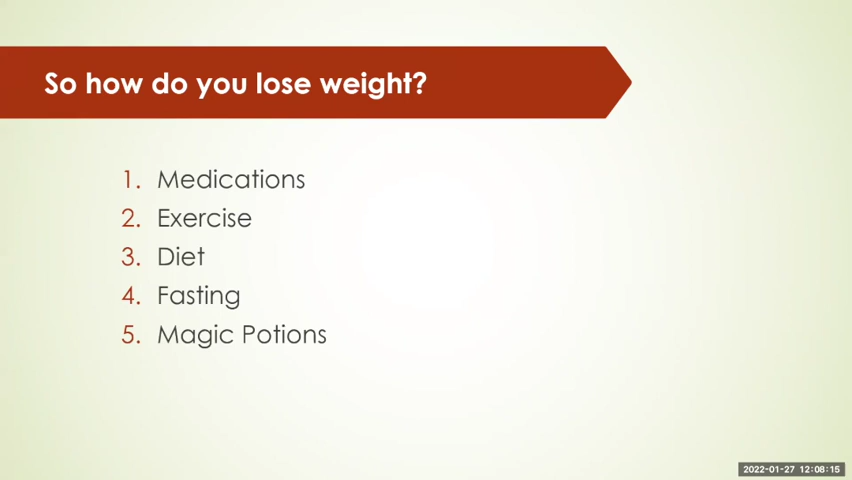 So how do you lose weight?
1. Medications
2. Exercise
3. Diet
4. Fasting
5. Magic Potions
2022-01-27 12:08:15